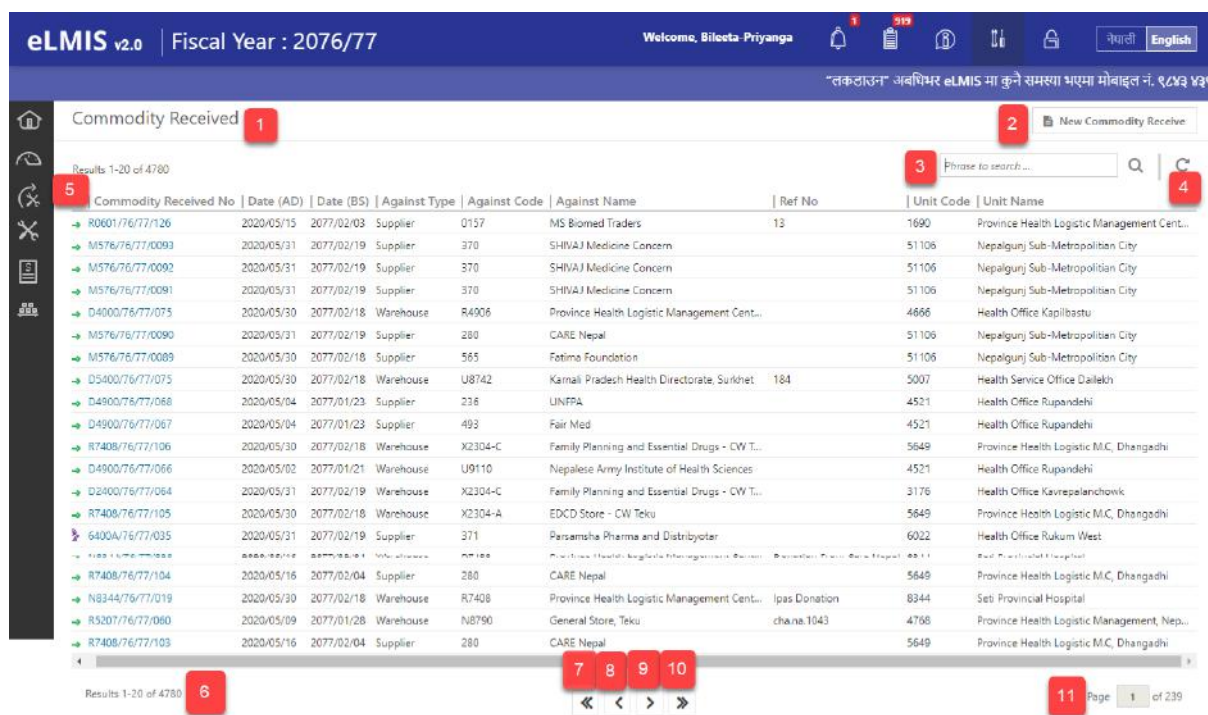 eLMIS v2.0 | Fiscal Year : 2076/77 Welcome, Bileeta-Priyanga 1 919 नेपाली English
"लकडाउन" अबधिभर eLMIS मा कुनै समस्या भएमा मोबाइल नं. ९८४३
Commodity Received 1 2 New Commodity Receive
Results 1-20 of 4780 3 Phrase to search ... 4
5 | Commodity Received No | Date (AD) | Date (BS) | Against Type | Against Code | Against Name | Ref No | Unit Code | Unit Name
R0601/76/77/126 2020/05/15 2077/02/03 Supplier 0157 MS Biomed Traders 13 1690 Province Health Logistic Management Cent...
M576/76/77/0093 2020/05/31 2077/02/19 Supplier 370 SHIVAJ Medicine Concern 51106 Nepalgunj Sub-Metropolitian City
M576/76/77/0092 2020/05/31 2077/02/19 Supplier 370 SHIVAJ Medicine Concern 51106 Nepalgunj Sub-Metropolitian City
M576/76/77/0091 2020/05/31 2077/02/19 Supplier 370 SHIVAJ Medicine Concern 51106 Nepalgunj Sub-Metropolitian City
D4000/76/77/075 2020/05/30 2077/02/18 Warehouse R4906 Province Health Logistic Management Cent... 4666 Health Office Kapilbastu
M576/76/77/0090 2020/05/31 2077/02/19 Supplier 280 CARE Nepal 51106 Nepalgunj Sub-Metropolitian City
M576/76/77/0089 2020/05/30 2077/02/18 Supplier 565 Fatima Foundation 51106 Nepalgunj Sub-Metropolitian City
D5400/76/77/075 2020/05/30 2077/02/18 Warehouse U8742 Karnali Pradesh Health Directorate, Surkhet 184 5007 Health Service Office Dailekh
D4900/76/77/068 2020/05/04 2077/01/23 Supplier 236 UNFPA 4521 Health Office Rupandehi
D4900/76/77/067 2020/05/04 2077/01/23 Supplier 493 Fair Med 4521 Health Office Rupandehi
R7408/76/77/106 2020/05/30 2077/02/18 Warehouse X2304-C Family Planning and Essential Drugs - CW T... 5649 Province Health Logistic M.C, Dhangadhi
D4900/76/77/066 2020/05/02 2077/01/21 Warehouse U9110 Nepalese Army Institute of Health Sciences 4521 Health Office Rupandehi
D2400/76/77/064 2020/05/31 2077/02/19 Warehouse X2304-C Family Planning and Essential Drugs - CW T... 3176 Health Office Kavrepalanchowk
R7408/76/77/105 2020/05/30 2077/02/18 Warehouse X2304-A EDCD Store - CW Teku 5649 Province Health Logistic M.C, Dhangadhi
6400A/76/77/035 2020/05/31 2077/02/19 Supplier 371 Parsamsha Pharma and Distribyotar 6022 Health Office Rukum West
R7408/76/77/104 2020/05/16 2077/02/04 Supplier 280 CARE Nepal 5649 Province Health Logistic M.C, Dhangadhi
N8344/76/77/019 2020/05/30 2077/02/18 Warehouse R7408 Province Health Logistic Management Cent... Ipas Donation 8344 Seti Provincial Hospital
R5207/76/77/060 2020/05/09 2077/01/28 Warehouse N8790 General Store, Teku cha.na.1043 4768 Province Health Logistic Management, Nep...
R7408/76/77/103 2020/05/16 2077/02/04 Supplier 280 CARE Nepal 5649 Province Health Logistic M.C, Dhangadhi
7 8 9 10
Results 1-20 of 4780 6 « < > » 11 Page 1 of 239